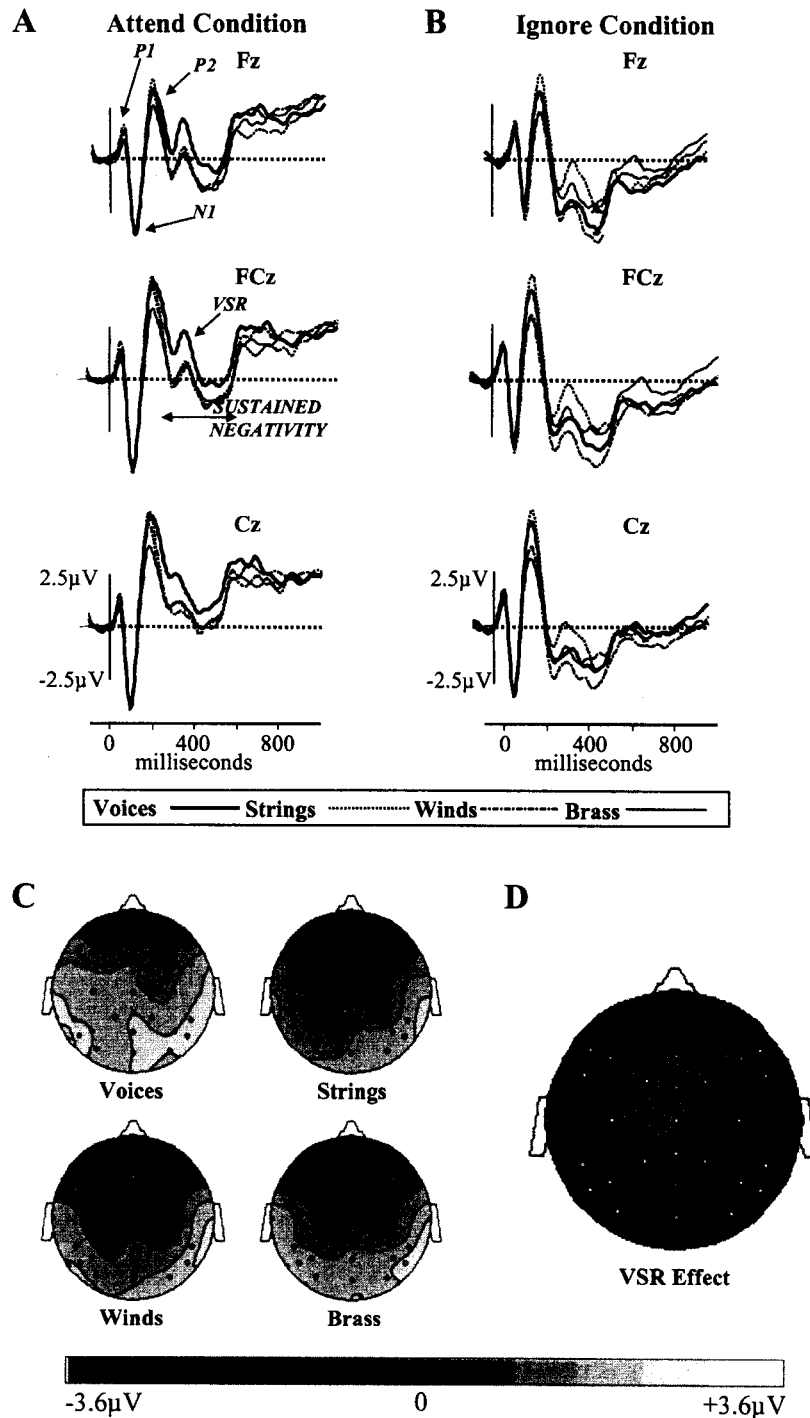 A Attend Condition
P1
P2
Fz
N1
FCz
VSR
SUSTAINED
NEGATIVITY
Cz
2.5µV
-2.5µV
0 400 800
milliseconds
B Ignore Condition
Fz
FCz
Cz
2.5µV
-2.5µV
0 400 800
milliseconds
Voices Strings Winds Brass
C
Voices
Strings
Winds
Brass
D
VSR Effect
-3.6µV 0 +3.6µV